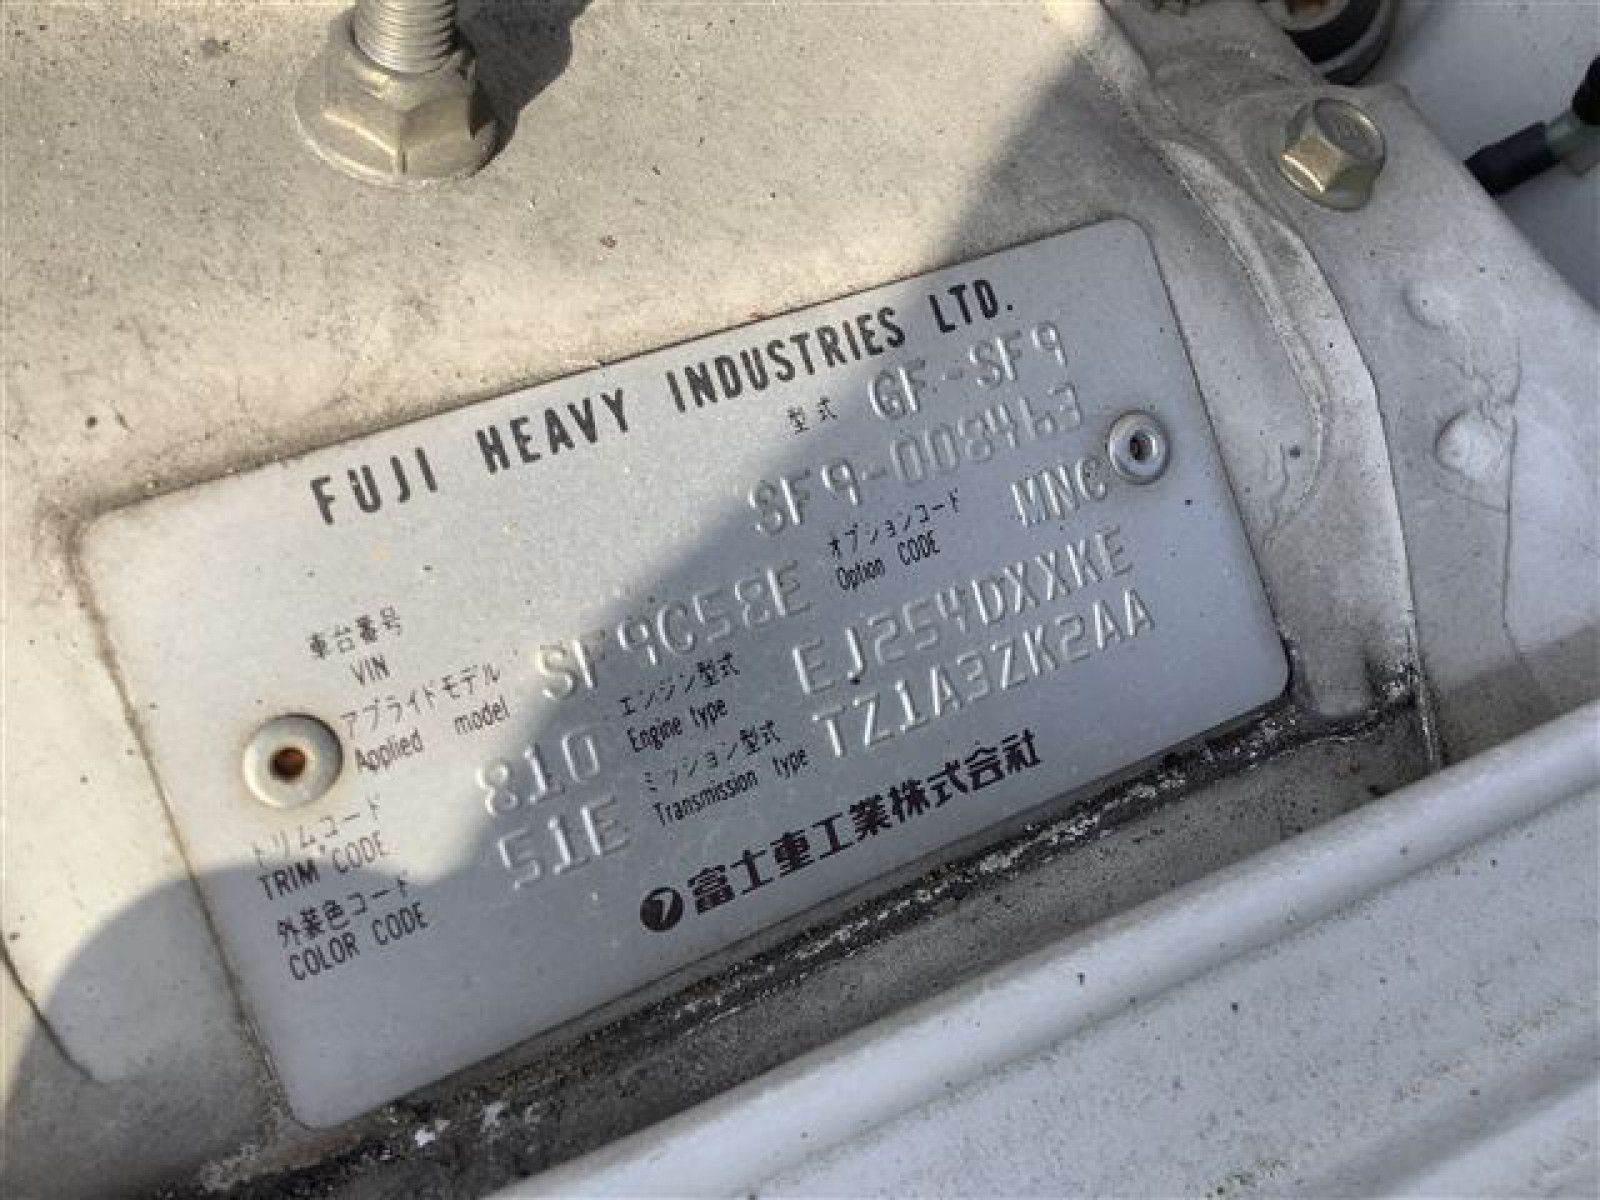 FUJI HEAVY INDUSTRIES LTD.
型式 GF-SF9
車台番号 VIN SF9-008463
アプライドモデル Applied model SF9C58E オプションコード Option CODE MNC
トリムコード TRIM CODE 810 エンジン型式 Engine type EJ254DXXKE
外装色コード COLOR CODE 51E ミッション型式 Transmission type TZ1A3ZK2AA
富士重工業株式会社